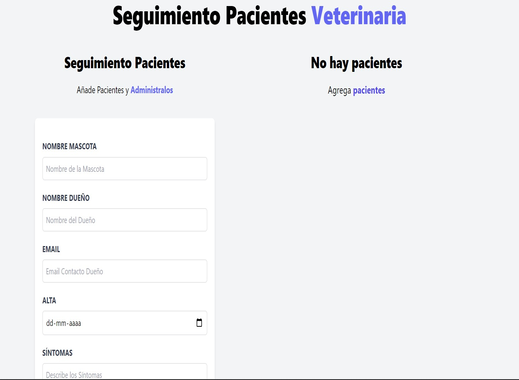 Seguimiento Pacientes Veterinaria
Seguimiento Pacientes
Añade Pacientes y Administralos
NOMBRE MASCOTA
Nombre de la Mascota
NOMBRE DUEÑO
Nombre del Dueño
EMAIL
Email Contacto Dueño
ALTA
dd-mm-aaaa
SÍNTOMAS
Describe los Síntomas
No hay pacientes
Agrega pacientes